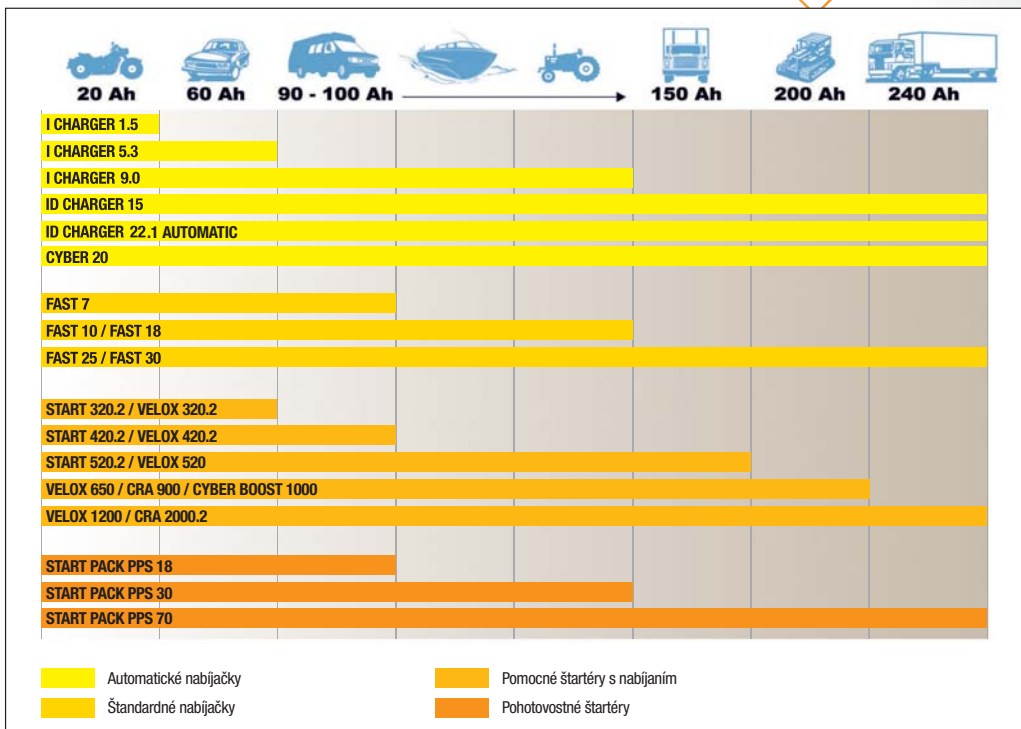 20 Ah 60 Ah 90 - 100 Ah 150 Ah 200 Ah 240 Ah
I CHARGER 1.5
I CHARGER 5.3
I CHARGER 9.0
ID CHARGER 15
ID CHARGER 22.1 AUTOMATIC
CYBER 20
FAST 7
FAST 10 / FAST 18
FAST 25 / FAST 30
START 320.2 / VELOX 320.2
START 420.2 / VELOX 420.2
START 520.2 / VELOX 520
VELOX 650 / CRA 900 / CYBER BOOST 1000
VELOX 1200 / CRA 2000.2
START PACK PPS 18
START PACK PPS 30
START PACK PPS 70
Automatické nabíjačky
Štandardné nabíjačky
Pomocné štartéry s nabíjaním
Pohotovostné štartéry